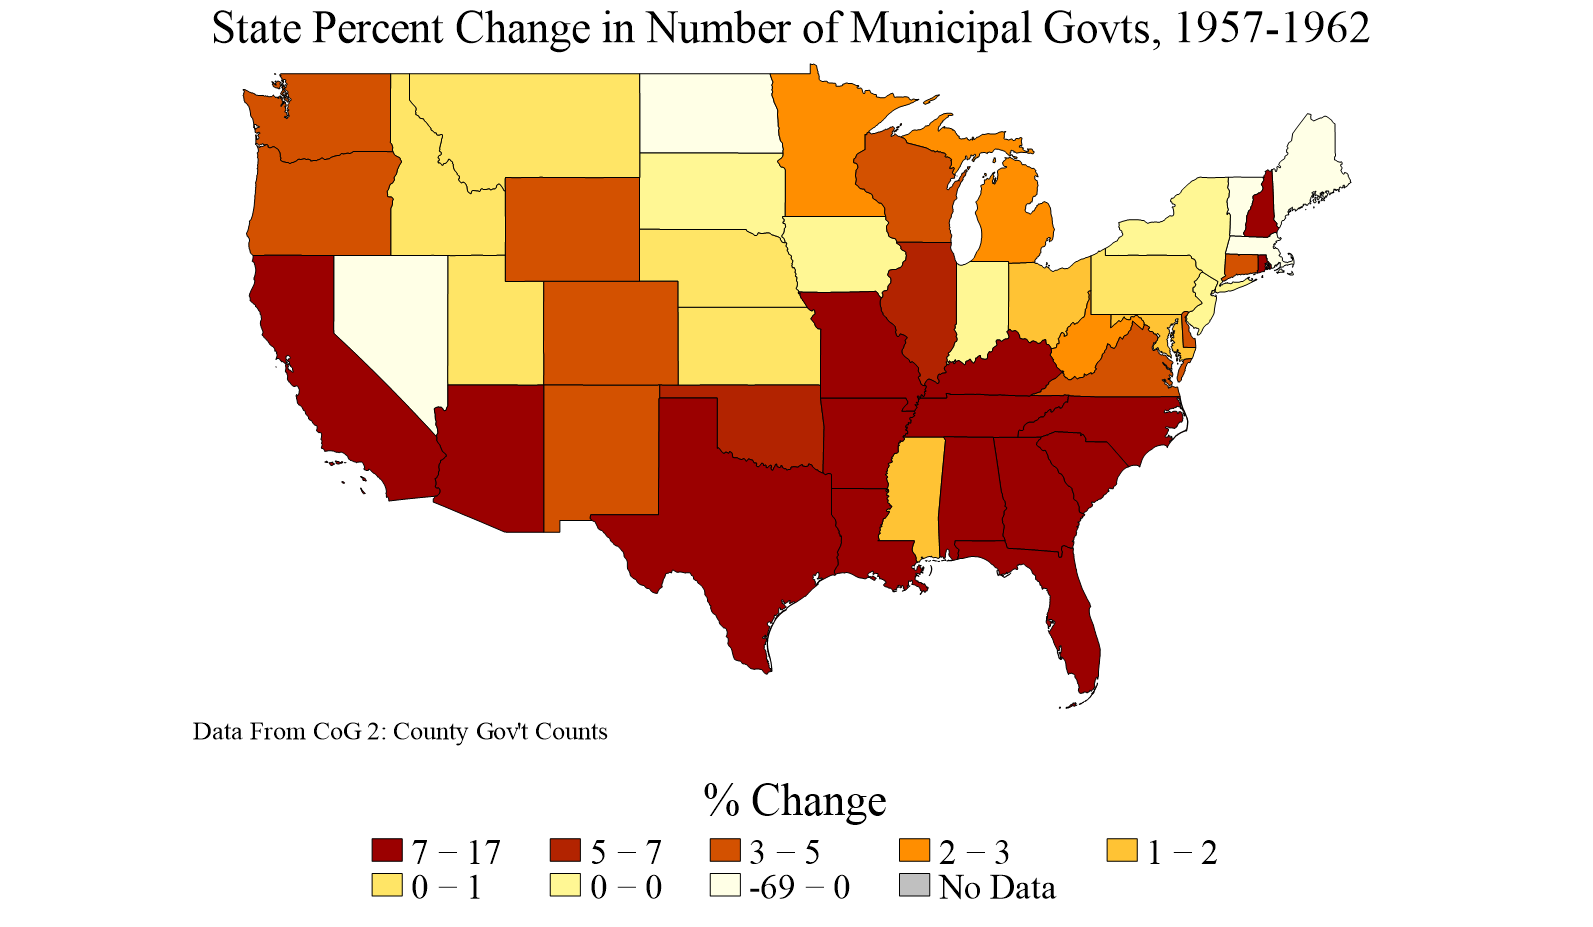 State Percent Change in Number of Municipal Govts, 1957-1962
Data From CoG 2: County Gov't Counts
% Change
7 − 17 5 − 7 3 − 5 2 − 3 1 − 2
0 − 1 0 − 0 -69 − 0 No Data